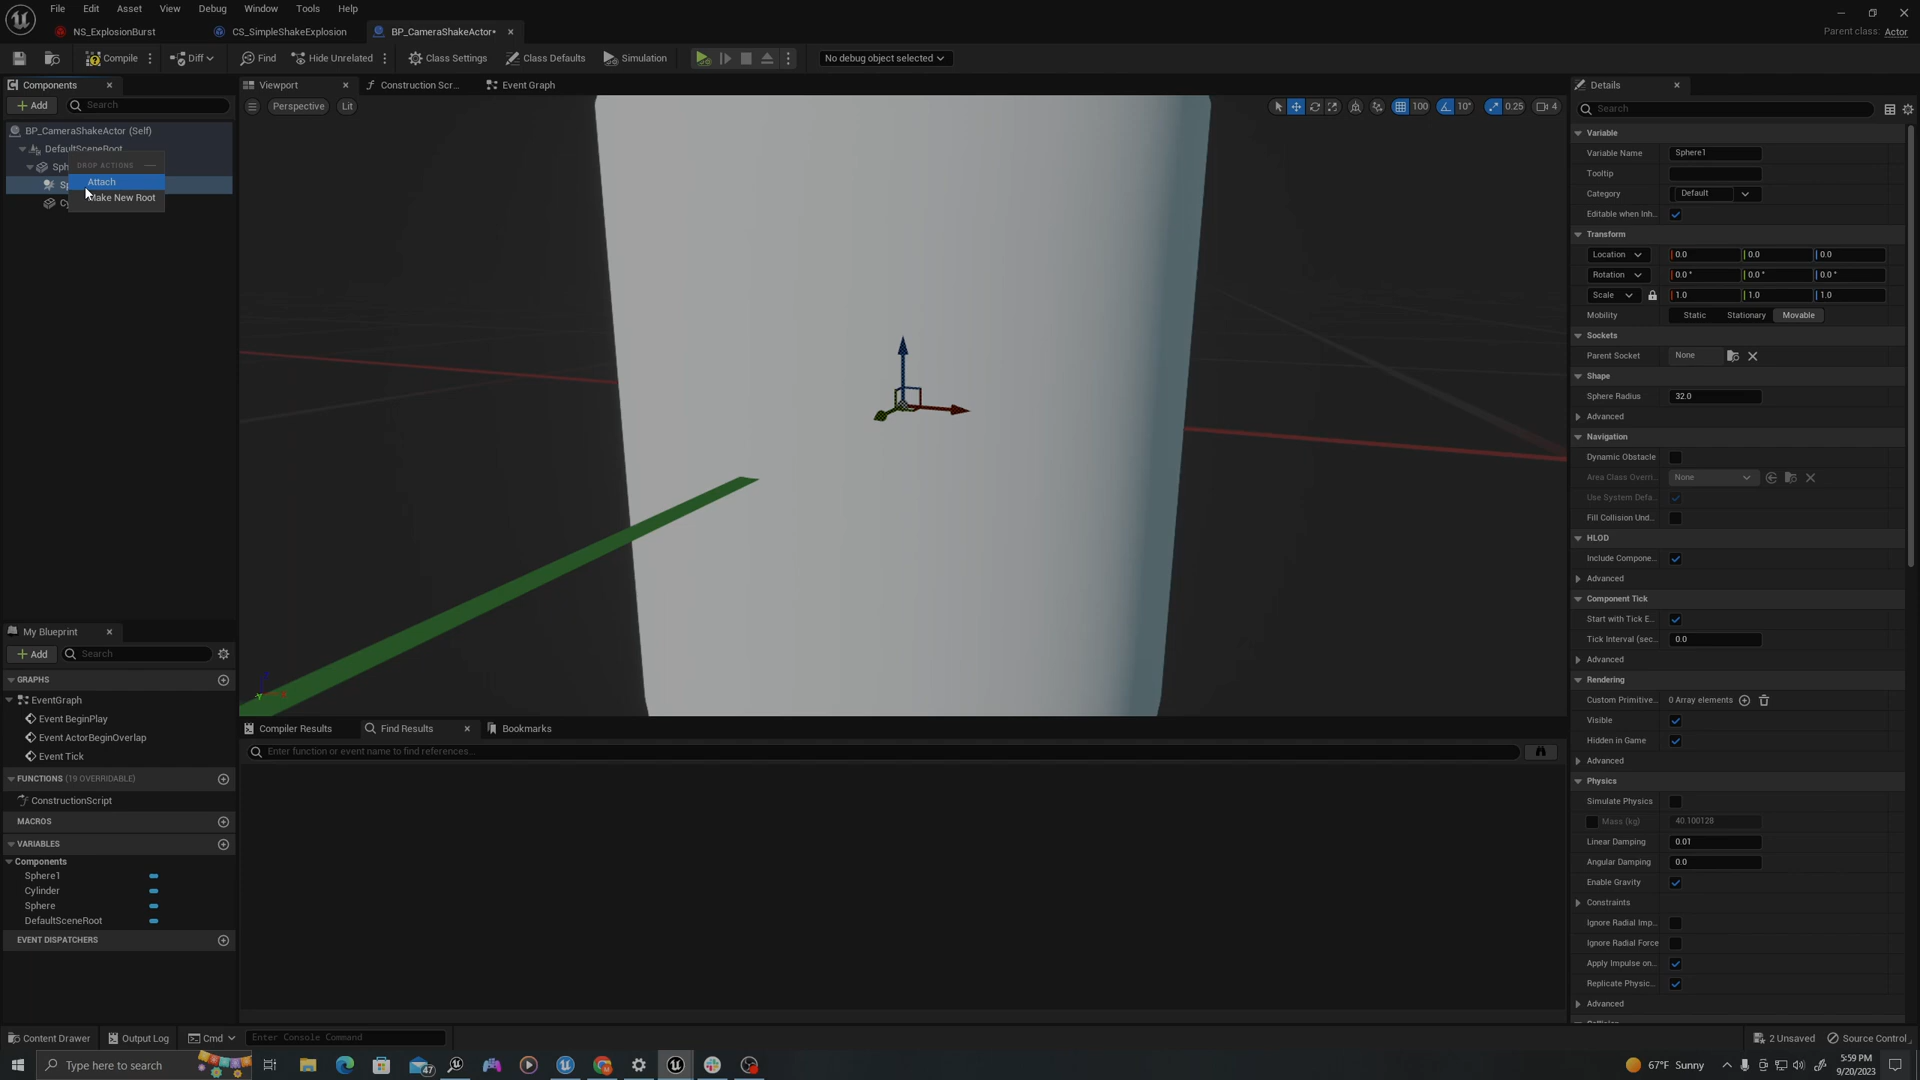 File Edit Asset View Debug Window Tools Help
NS_ExplosionBurst CS_SimpleShakeExplosion BP_CameraShakeActor* Parent class: Actor
Compile Diff Find Hide Unrelated Class Settings Class Defaults Simulation No debug object selected
Components Viewport Construction Scr... Event Graph Details
Add Search Perspective Lit 100 10° 0.25 4 Search
BP_CameraShakeActor (Self)
DefaultSceneRoot
DROP ACTIONS
Sph
Attach
Sp
Make New Root
Cy
Variable
Variable Name Sphere1
Tooltip
Category Default
Editable when Inh...
Transform
Location 0.0 0.0 0.0
Rotation 0.0 ° 0.0 ° 0.0 °
Scale 1.0 1.0 1.0
Mobility Static Stationary Movable
Sockets
Parent Socket None
Shape
Sphere Radius 32.0
Advanced
Navigation
Dynamic Obstacle
Area Class Overri... None
Use System Defa...
Fill Collision Und...
HLOD
Include Compone...
Advanced
Component Tick
Start with Tick E...
Tick Interval (sec... 0.0
Advanced
Rendering
Custom Primitive... 0 Array elements
Visible
Hidden in Game
Advanced
Physics
Simulate Physics
Mass (kg) 40.100128
Linear Damping 0.01
Angular Damping 0.0
Enable Gravity
Constraints
Ignore Radial Imp...
Ignore Radial Force
Apply Impulse on...
Replicate Physic...
Advanced
Collision
My Blueprint
Add Search
GRAPHS
EventGraph
Event BeginPlay
Event ActorBeginOverlap
Event Tick
FUNCTIONS (19 OVERRIDABLE)
ConstructionScript
MACROS
VARIABLES
Components
Sphere1
Cylinder
Sphere
DefaultSceneRoot
EVENT DISPATCHERS
Compiler Results Find Results Bookmarks
Enter function or event name to find references...
Content Drawer Output Log Cmd Enter Console Command 2 Unsaved Source Control
Type here to search 47 67°F Sunny 5:59 PM
9/20/2023